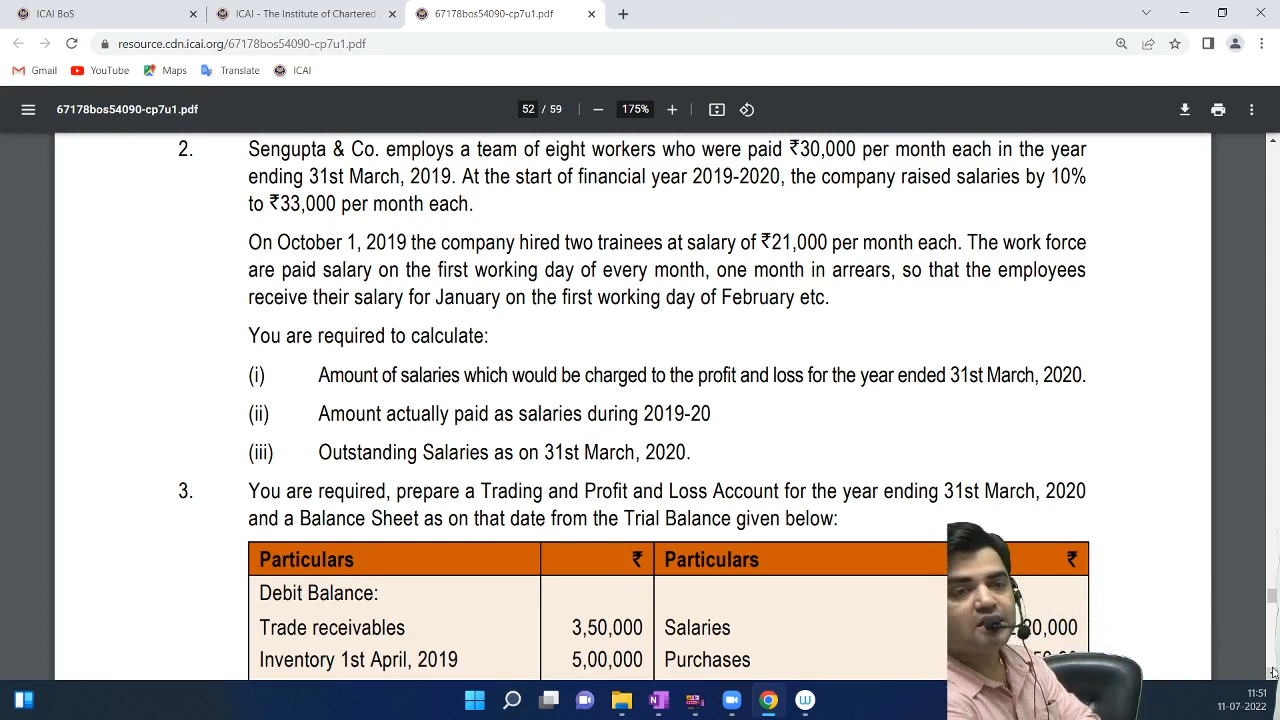 ICAI BoS
ICAI - The Institute of Chartered
67178bos54090-cp7u1.pdf
resource.cdn.icai.org/67178bos54090-cp7u1.pdf
Gmail YouTube Maps Translate ICAI
67178bos54090-cp7u1.pdf
52 / 59
175%
2. Sengupta & Co. employs a team of eight workers who were paid ₹30,000 per month each in the year
ending 31st March, 2019. At the start of financial year 2019-2020, the company raised salaries by 10%
to ₹33,000 per month each.
On October 1, 2019 the company hired two trainees at salary of ₹21,000 per month each. The work force
are paid salary on the first working day of every month, one month in arrears, so that the employees
receive their salary for January on the first working day of February etc.
You are required to calculate:
(i) Amount of salaries which would be charged to the profit and loss for the year ended 31st March, 2020.
(ii) Amount actually paid as salaries during 2019-20
(iii) Outstanding Salaries as on 31st March, 2020.
3. You are required, prepare a Trading and Profit and Loss Account for the year ending 31st March, 2020
and a Balance Sheet as on that date from the Trial Balance given below:
Particulars ₹ Particulars ₹
Debit Balance:
Trade receivables 3,50,000 Salaries
Inventory 1st April, 2019 5,00,000 Purchases
11:51
11-07-2022